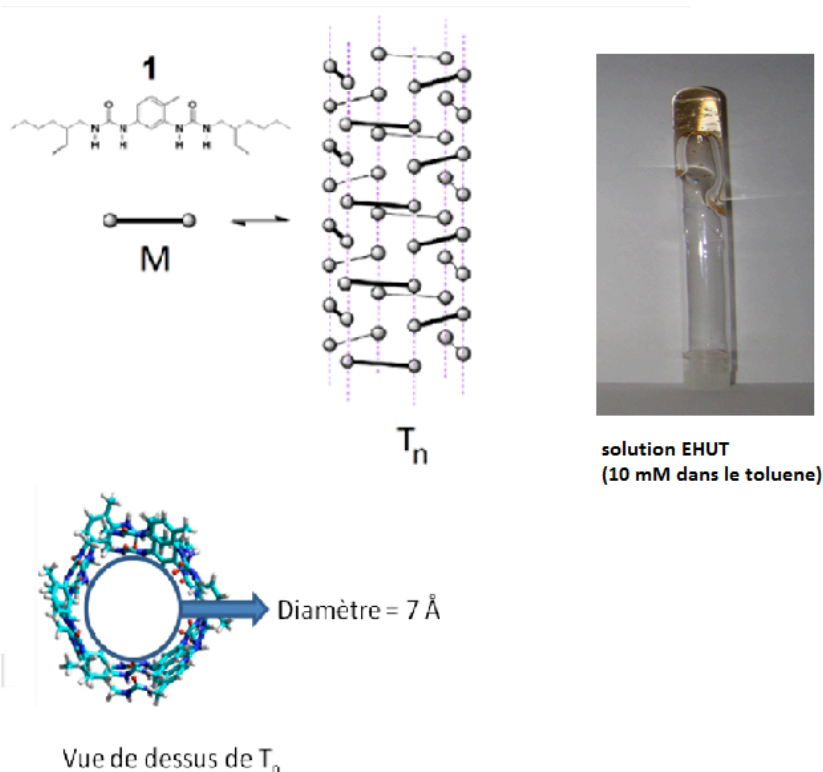 1
O
O
N
H
N
H
N
H
N
H
M
Tn
solution EHUT
(10 mM dans le toluene)
Diamètre = 7 Å
Vue de dessus de Tn